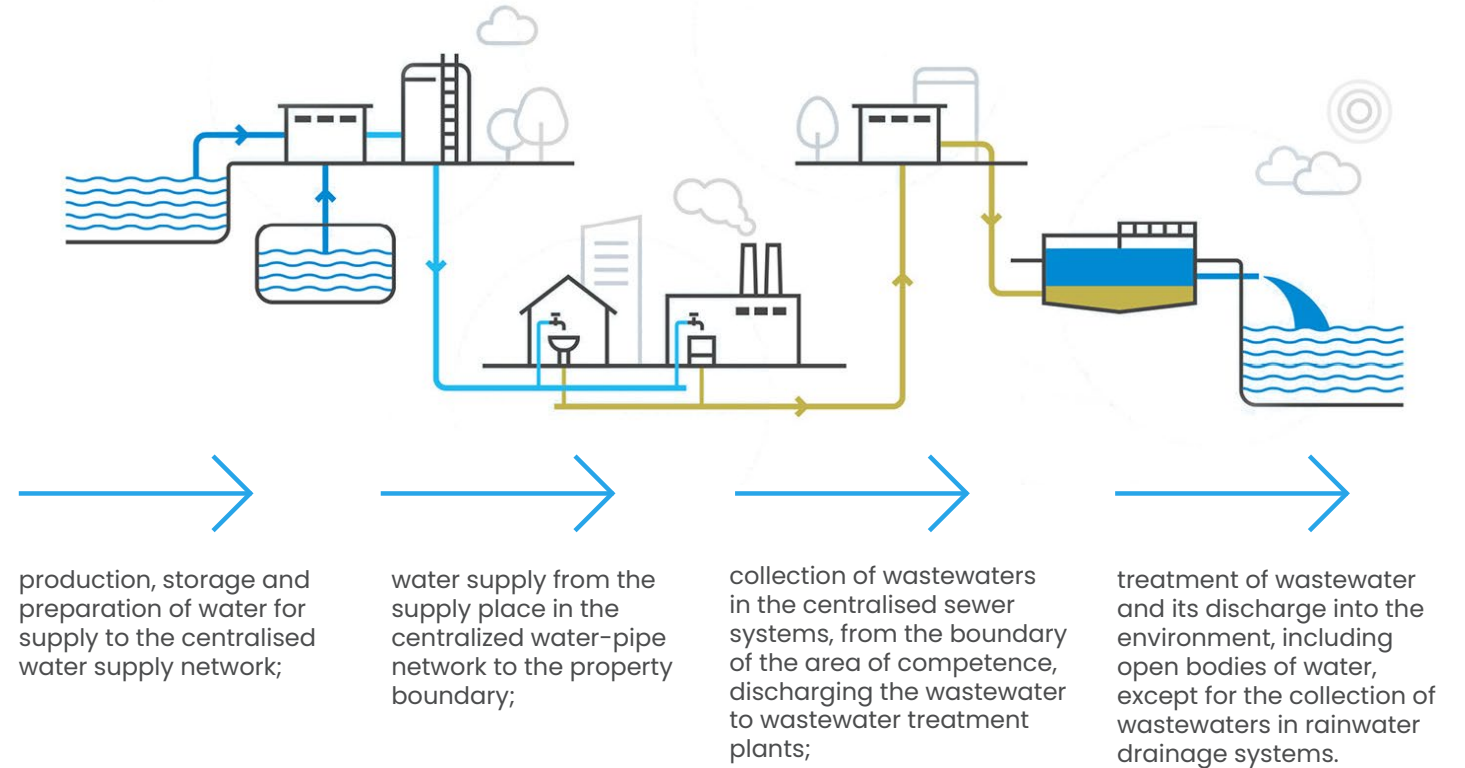 production, storage and
preparation of water for
supply to the centralised
water supply network;
water supply from the
supply place in the
centralized water-pipe
network to the property
boundary;
collection of wastewaters
in the centralised sewer
systems, from the boundary
of the area of competence,
discharging the wastewater
to wastewater treatment
plants;
treatment of wastewater
and its discharge into the
environment, including
open bodies of water,
except for the collection of
wastewaters in rainwater
drainage systems.